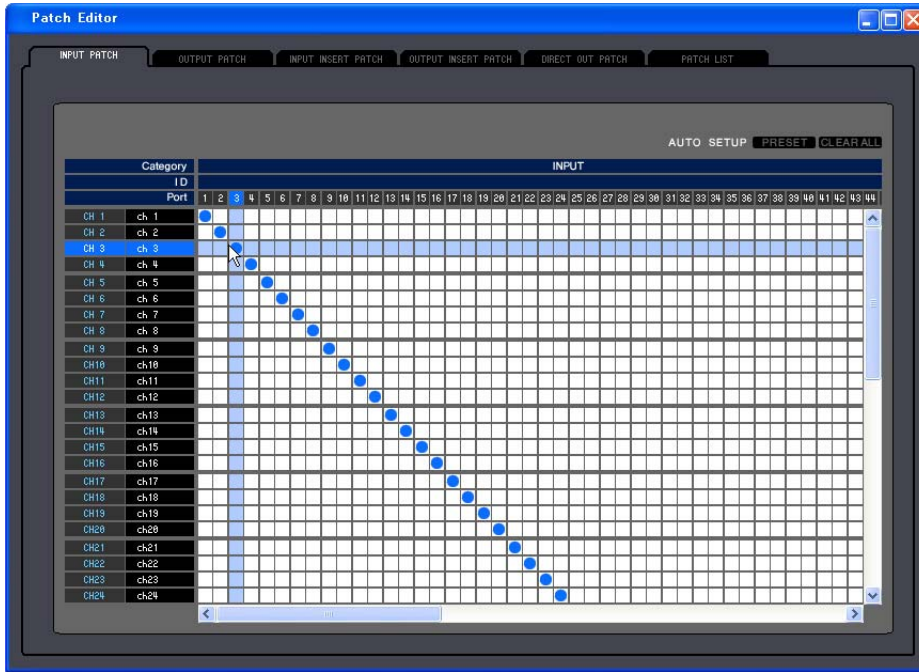 Patch Editor
INPUT PATCH OUTPUT PATCH INPUT INSERT PATCH OUTPUT INSERT PATCH DIRECT OUT PATCH PATCH LIST
AUTO SETUP PRESET CLEAR ALL
Category INPUT
ID
Port 1 2 3 4 5 6 7 8 9 10 11 12 13 14 15 16 17 18 19 20 21 22 23 24 25 26 27 28 29 30 31 32 33 34 35 36 37 38 39 40 41 42 43 44
CH 1 ch 1
CH 2 ch 2
CH 3 ch 3
CH 4 ch 4
CH 5 ch 5
CH 6 ch 6
CH 7 ch 7
CH 8 ch 8
CH 9 ch 9
CH10 ch10
CH11 ch11
CH12 ch12
CH13 ch13
CH14 ch14
CH15 ch15
CH16 ch16
CH17 ch17
CH18 ch18
CH19 ch19
CH20 ch20
CH21 ch21
CH22 ch22
CH23 ch23
CH24 ch24